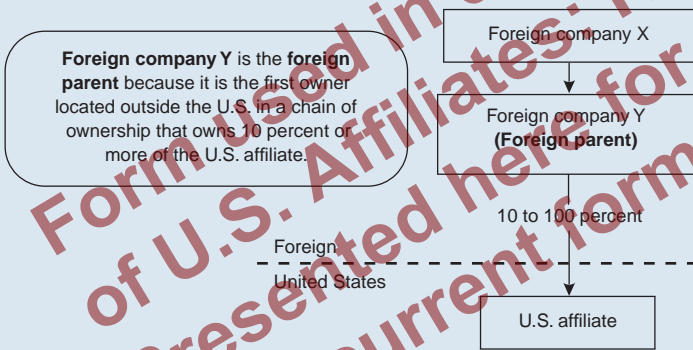 Foreign company Y is the foreign
parent because it is the first owner
located outside the U.S. in a chain of
ownership that owns 10 percent or
more of the U.S. affiliate.
Foreign company X
Foreign company Y
(Foreign parent)
10 to 100 percent
Foreign
United States
U.S. affiliate
Form used in
of U.S. Affiliates:
presented here for
current form